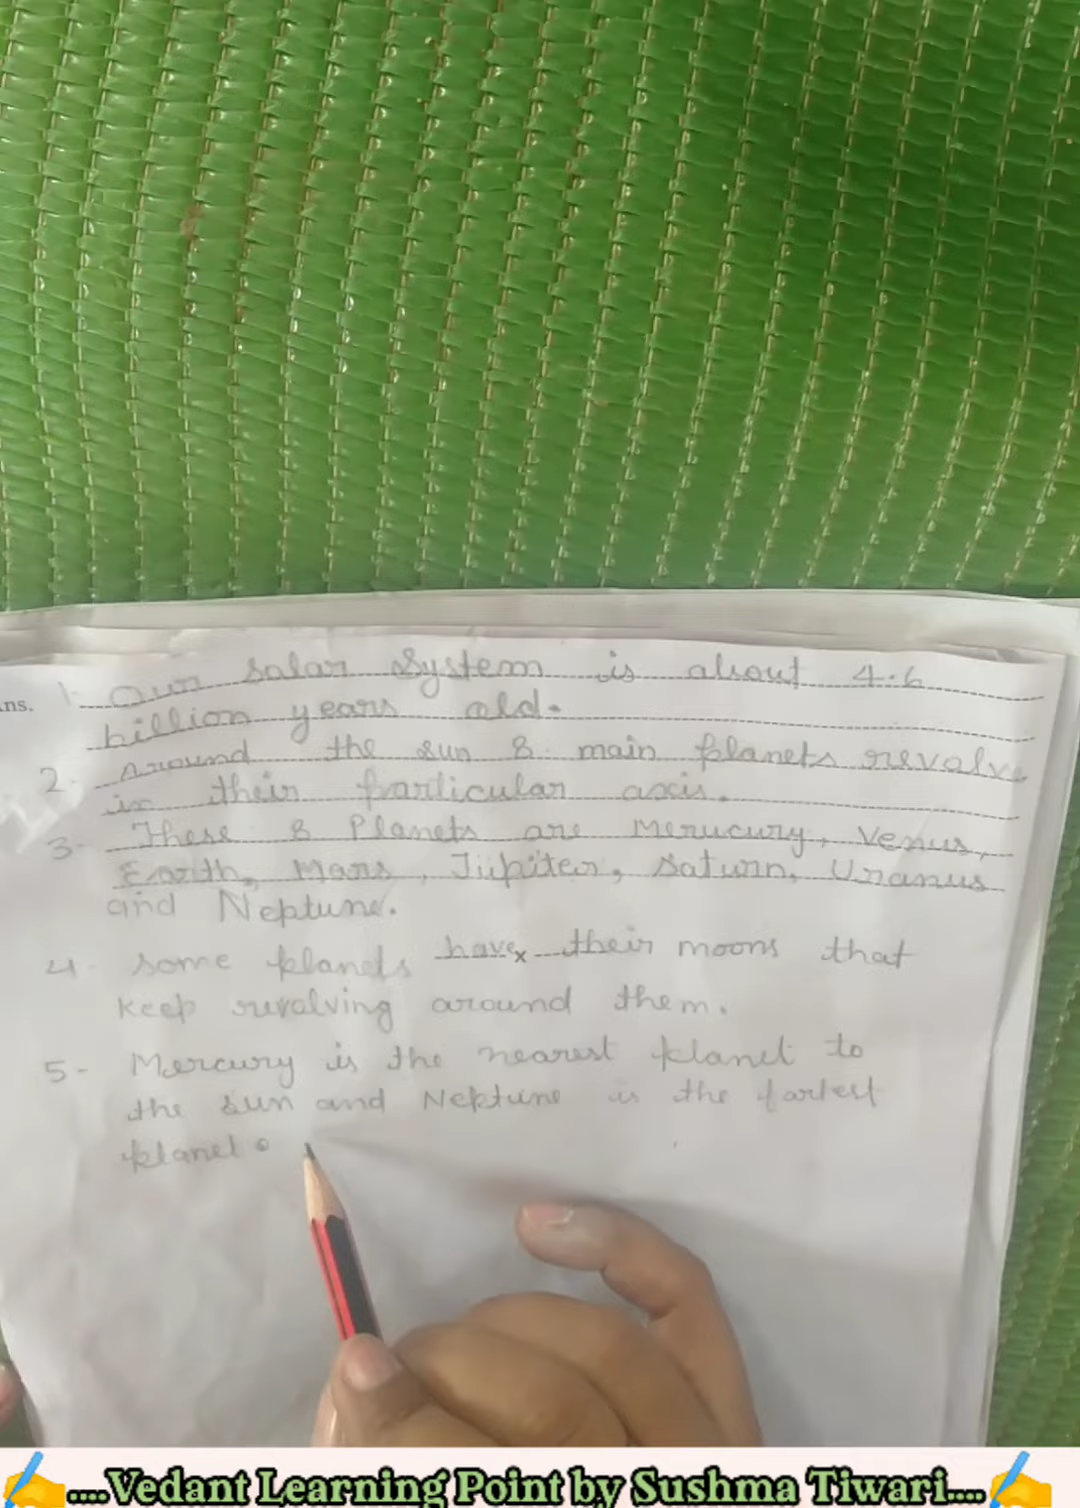 Ans.
1- Our Solar System is about 4.6
billion years old.
2- Around the sun 8 main planets revolve
in their particular axis.
3- These 8 Planets are Merucury, Venus,
Earth, Mars, Jupiter, Saturn, Uranus
and Neptune.
4- Some planets have their moons that
keep revolving around them.
5- Mercury is the nearest planet to
the sun and Neptune is the fartest
planet.
....Vedant Learning Point by Sushma Tiwari....